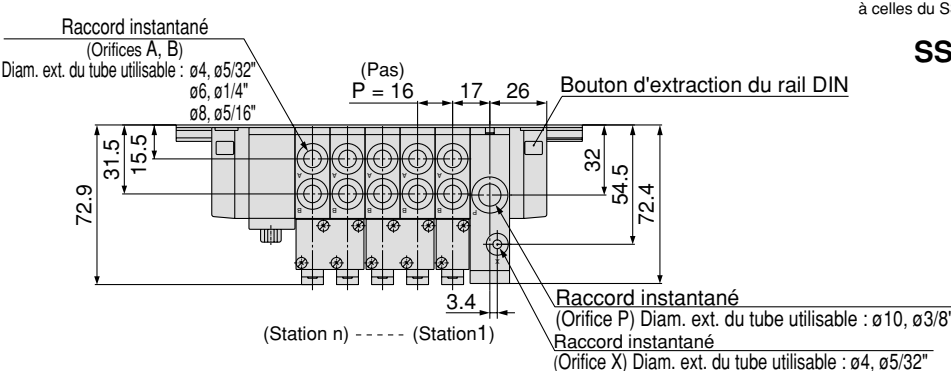 à celles du S
SS
Raccord instantané
(Orifices A, B)
Diam. ext. du tube utilisable : ø4, ø5/32"
ø6, ø1/4"
ø8, ø5/16"
(Pas)
P = 16
17
26
Bouton d'extraction du rail DIN
72.9
31.5
15.5
32
54.5
72.4
A A A A A
B B B B B
P
X
3.4
(Station n) ----- (Station1)
Raccord instantané
(Orifice P) Diam. ext. du tube utilisable : ø10, ø3/8"
Raccord instantané
(Orifice X) Diam. ext. du tube utilisable : ø4, ø5/32"